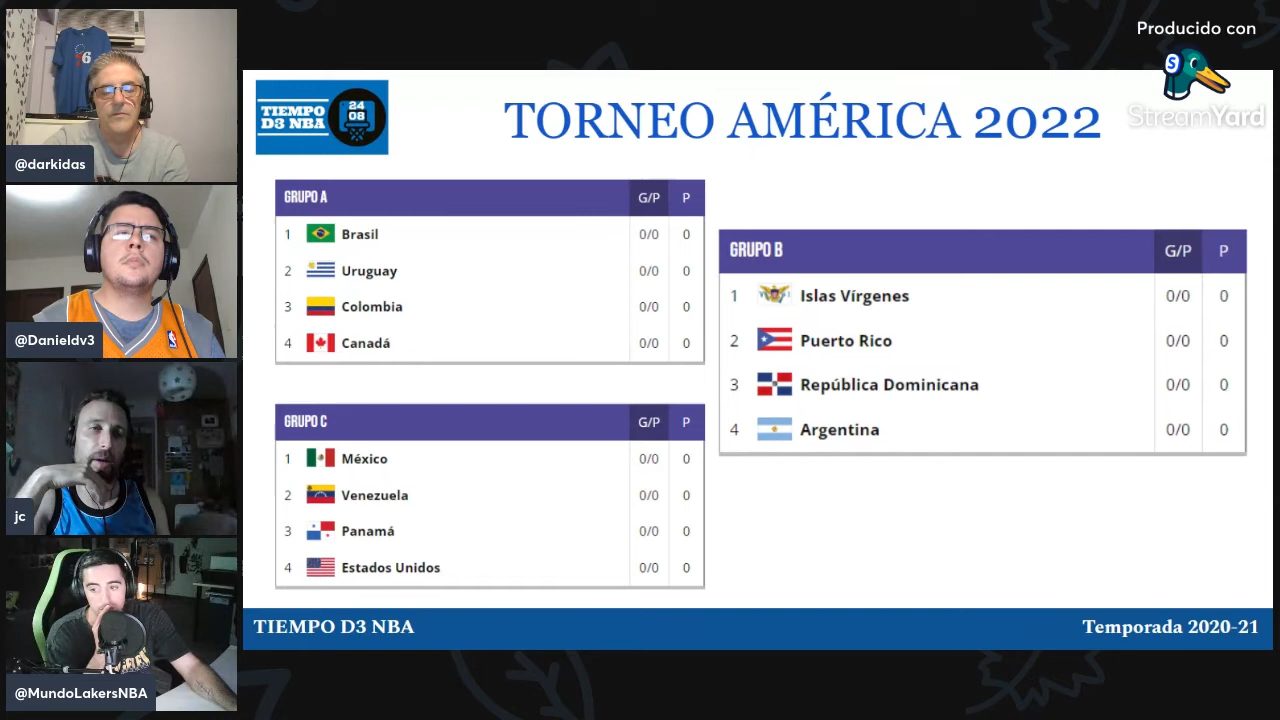 Producido con
StreamYard
TIEMPO
D3 NBA
24
08
TORNEO AMÉRICA 2022
GRUPO A G/P P
1 Brasil 0/0 0
2 Uruguay 0/0 0
3 Colombia 0/0 0
4 Canadá 0/0 0
GRUPO B G/P P
1 Islas Vírgenes 0/0 0
2 Puerto Rico 0/0 0
3 República Dominicana 0/0 0
4 Argentina 0/0 0
GRUPO C G/P P
1 México 0/0 0
2 Venezuela 0/0 0
3 Panamá 0/0 0
4 Estados Unidos 0/0 0
TIEMPO D3 NBA
Temporada 2020-21
@darkidas
@Danieldv3
jc
@MundoLakersNBA